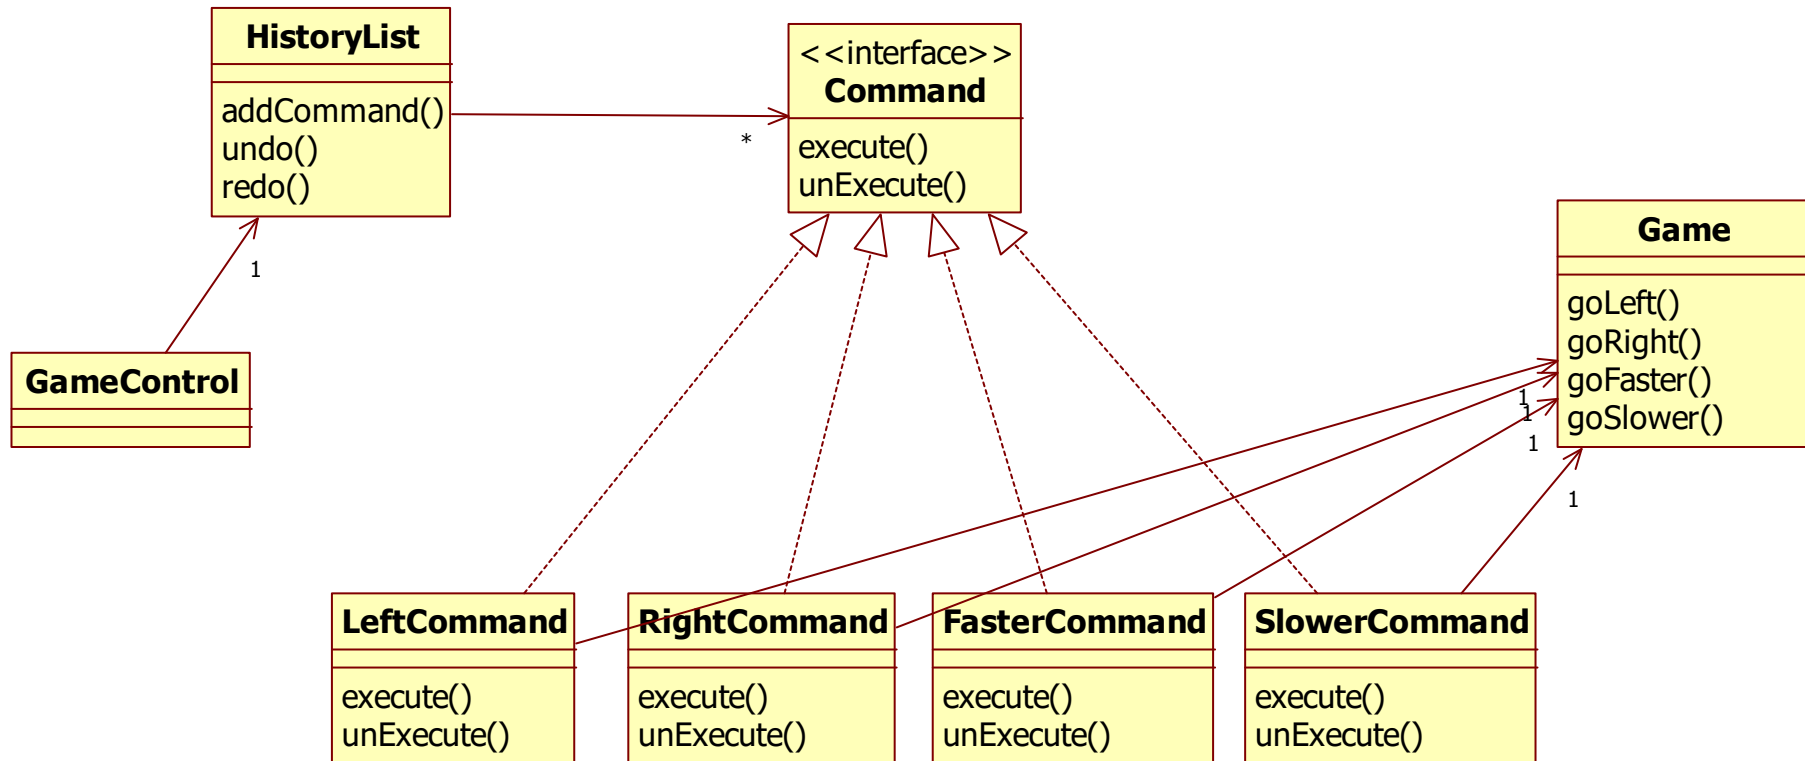 HistoryList
addCommand()
undo()
redo()
<<interface>>
Command
execute()
unExecute()
*
1
GameControl
Game
goLeft()
goRight()
goFaster()
goSlower()
1
1
1
1
LeftCommand
execute()
unExecute()
RightCommand
execute()
unExecute()
FasterCommand
execute()
unExecute()
SlowerCommand
execute()
unExecute()